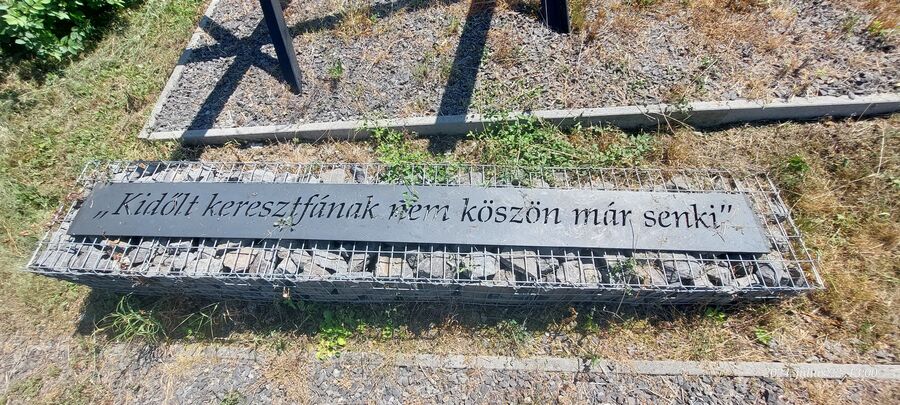 „Kidőlt keresztfának nem köszön már senki”